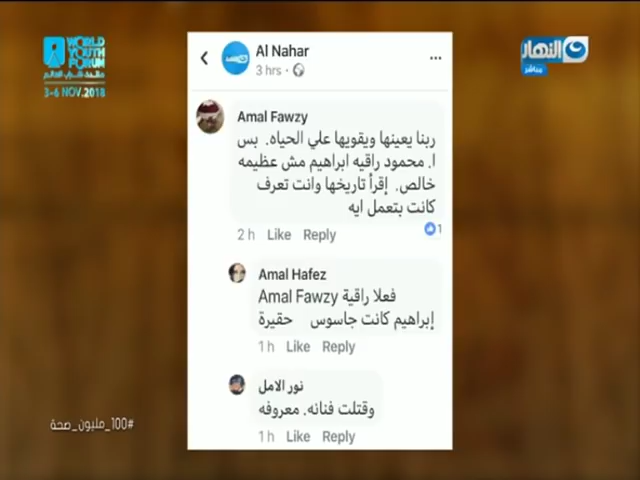 WORLD
YOUTH
FORUM
منتدى شباب العالم
3-6 NOV.2018
النهار
مباشر
Al Nahar
3 hrs
Amal Fawzy
ربنا يعينها ويقويها علي الحياه. بس
ا. محمود راقيه ابراهيم مش عظيمه
خالص. إقرأ تاريخها وانت تعرف
كانت بتعمل ايه
2 h Like Reply 1
Amal Hafez
Amal Fawzy فعلا راقية
إبراهيم كانت جاسوس حقيرة
1 h Like Reply
نور الامل
وقتلت فنانه. معروفه
1 h Like Reply
#100_مليون_صحة